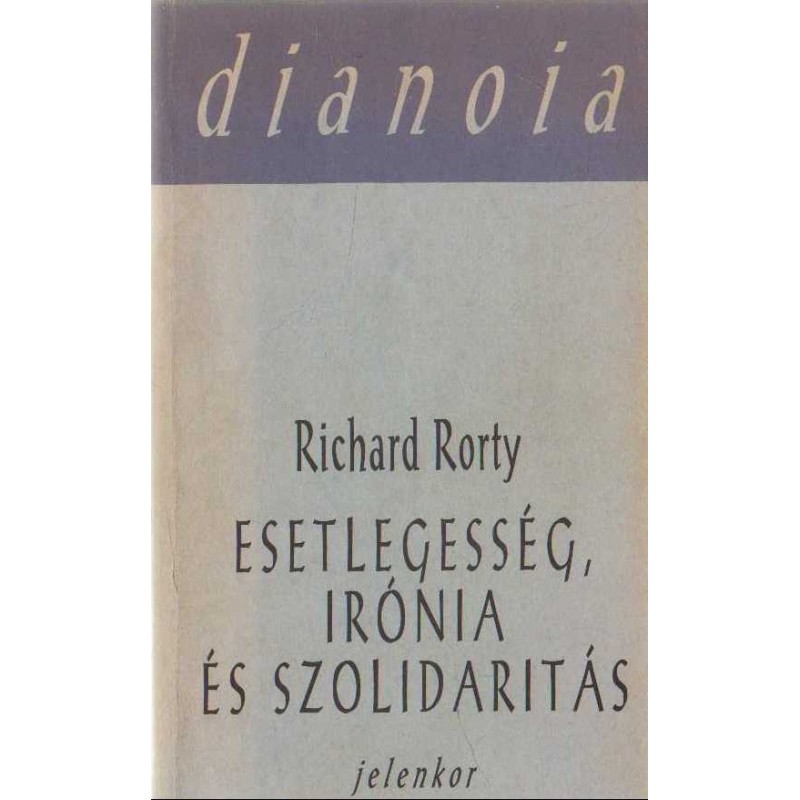 dianoia
Richard Rorty
ESETLEGESSÉG,
IRÓNIA
ÉS SZOLIDARITÁS
jelenkor